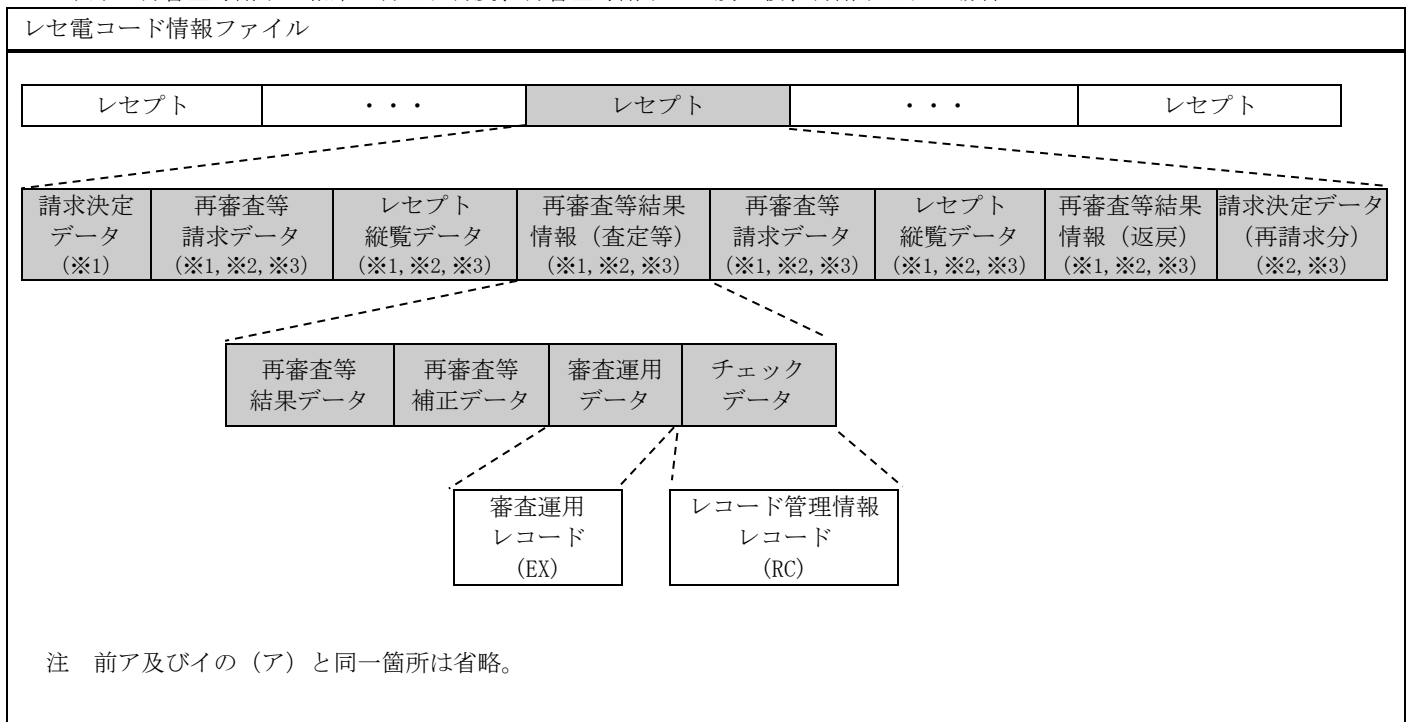 レセ電コード情報ファイル
レセプト ・・・ レセプト ・・・ レセプト
請求決定
データ
(※1)
再審査等
請求データ
(※1,※2,※3)
レセプト
縦覧データ
(※1,※2,※3)
再審査等結果
情報（査定等）
(※1,※2,※3)
再審査等
請求データ
(※1,※2,※3)
レセプト
縦覧データ
(※1,※2,※3)
再審査等結果
情報（返戻）
(※1,※2,※3)
請求決定データ
（再請求分）
(※2,※3)
再審査等
結果データ
再審査等
補正データ
審査運用
データ
チェック
データ
審査運用
レコード
(EX)
レコード管理情報
レコード
(RC)
注　前ア及びイの（ア）と同一箇所は省略。